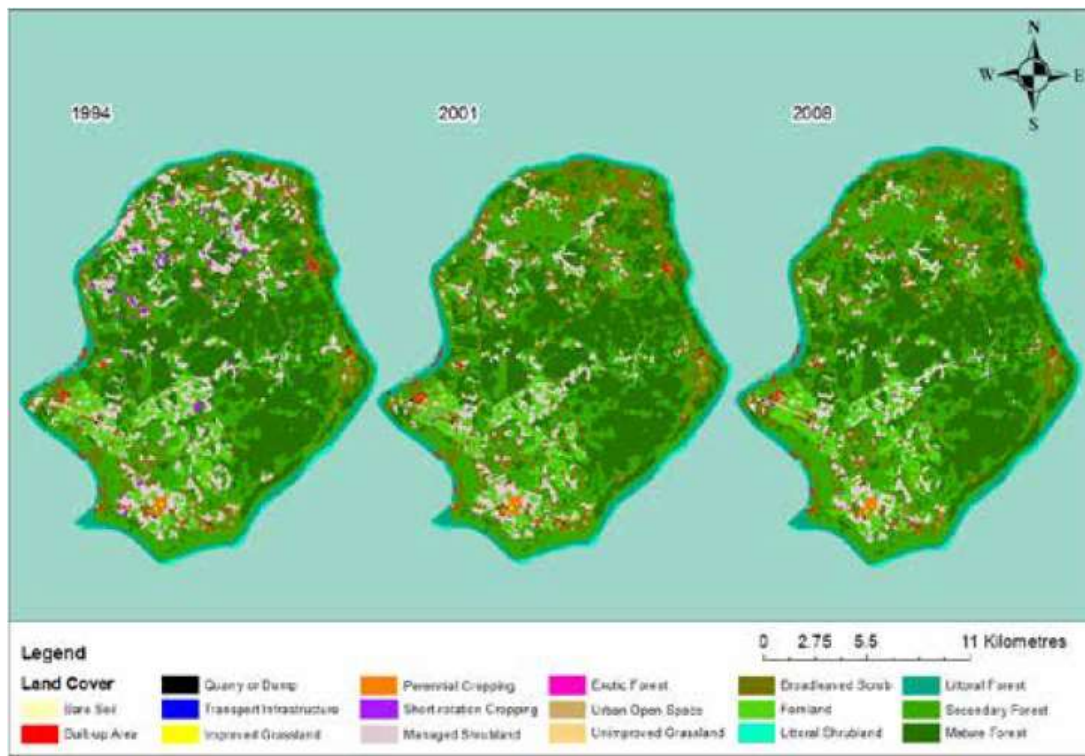 N
W E
S
1994 2001 2008
Legend
0 2.75 5.5 11 Kilometres
Land Cover
Quarry or Dump Perennial Cropping Exotic Forest Broadleaved Scrub Littoral Forest
Bare Soil Transport Infrastructure Short-rotation Cropping Urban Open Space Fernland Secondary Forest
Built-up Area Improved Grassland Managed Shrubland Unimproved Grassland Littoral Shrubland Mature Forest